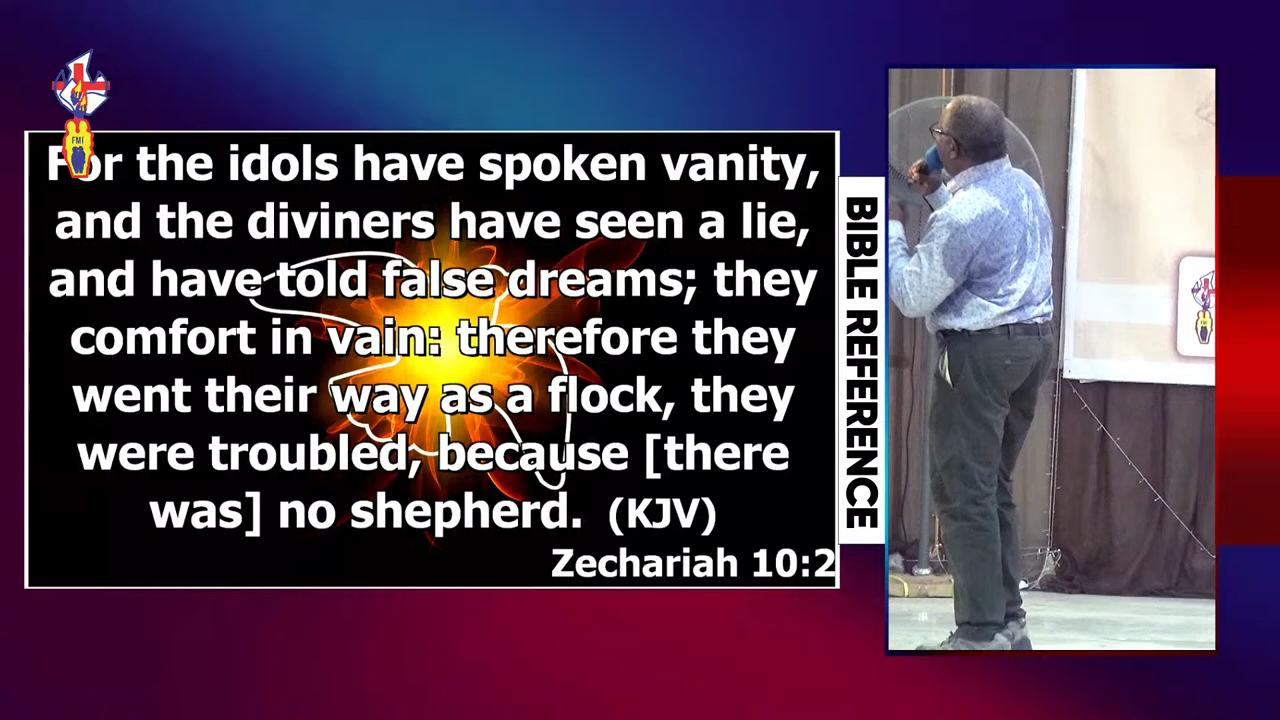 FMI
For the idols have spoken vanity,
and the diviners have seen a lie,
and have told false dreams; they
comfort in vain: therefore they
went their way as a flock, they
were troubled, because [there
was] no shepherd. (KJV)
Zechariah 10:2
BIBLE REFERENCE